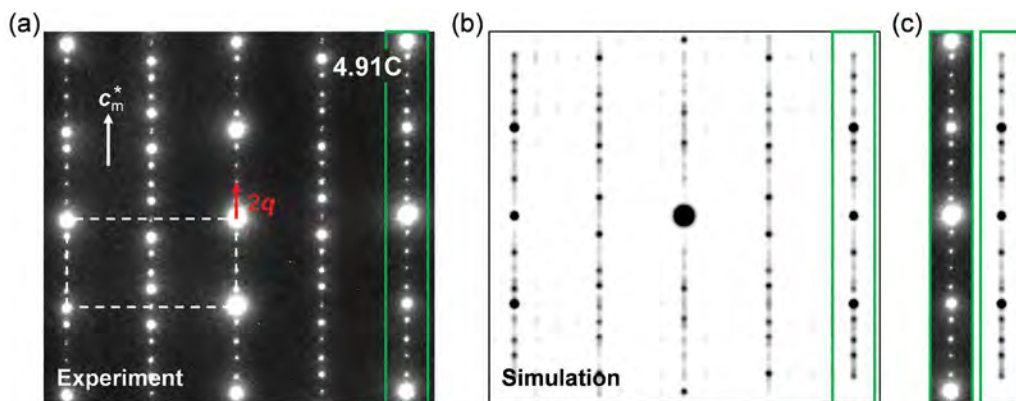 (a)
4.91C
c*m
2q
Experiment
(b)
Simulation
(c)